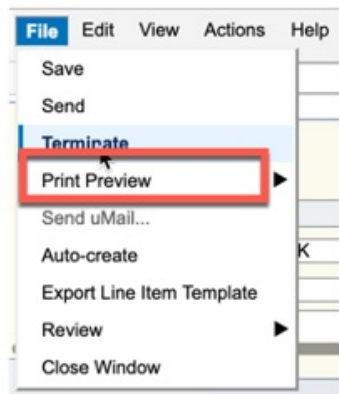 File Edit View Actions Help
Save
Send
Terminate
Print Preview
Send uMail...
Auto-create
K
Export Line Item Template
Review
Close Window